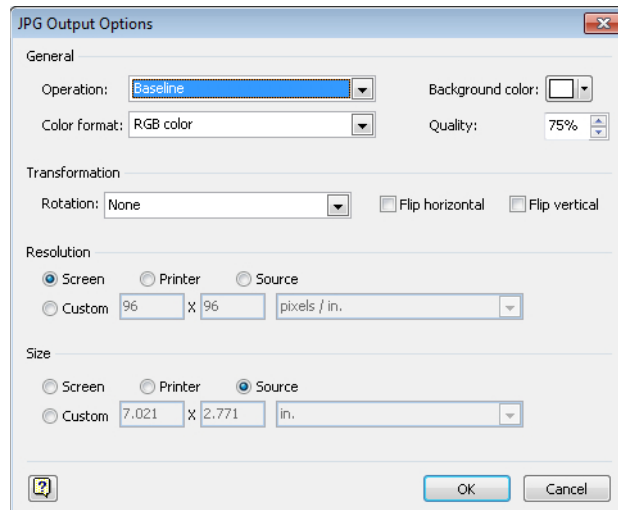 JPG Output Options
General
Operation: Baseline Background color:
Color format: RGB color Quality: 75%
Transformation
Rotation: None Flip horizontal Flip vertical
Resolution
Screen Printer Source
Custom 96 X 96 pixels / in.
Size
Screen Printer Source
Custom 7.021 X 2.771 in.
? OK Cancel